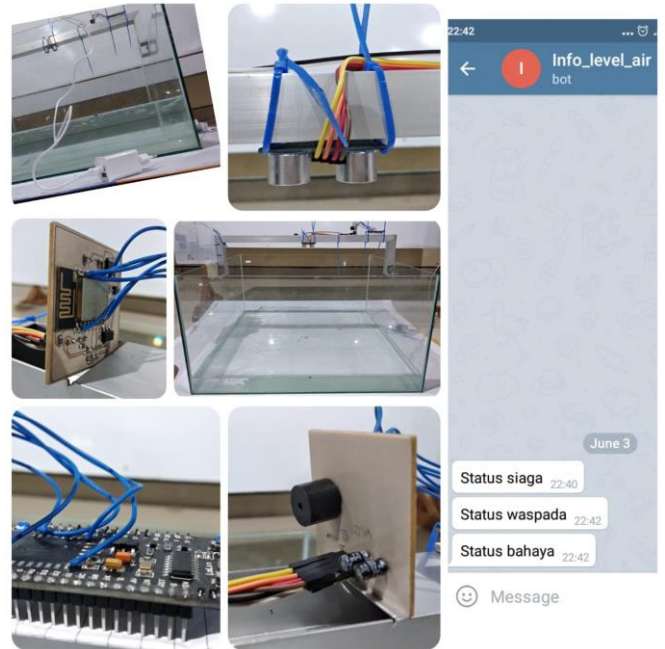 22:42
Info_level_air
I
bot
June 3
Status siaga 22:40
Status waspada 22:42
Status bahaya 22:42
Message